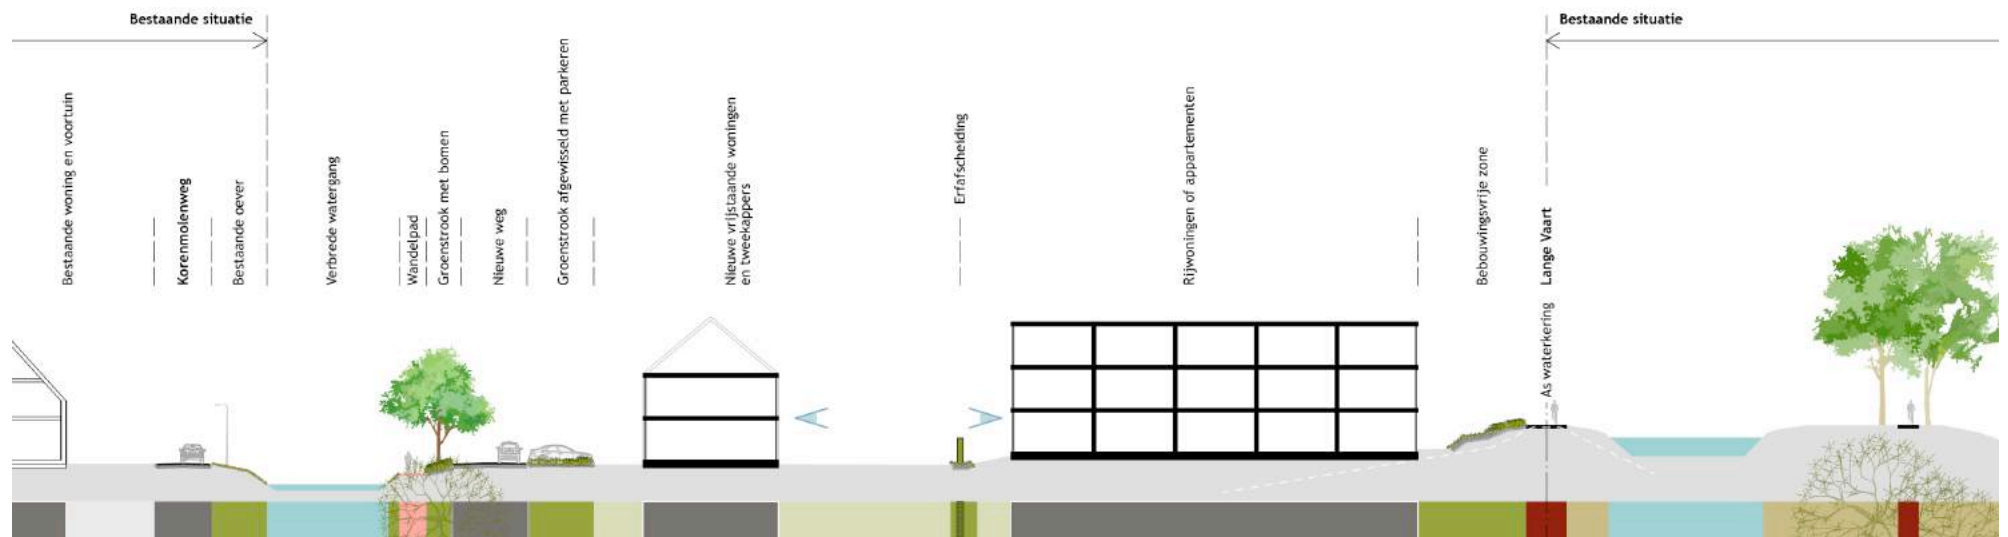 Bestaande situatie
Bestaande situatie
Bestaande woning en voortuin
Korenmolenweg
Bestaande oever
Verbrede watergang
Wandelpad
Groenstrook met bomen
Nieuwe weg
Groenstrook afgewisseld met parkeren
Nieuwe vrijstaande woningen
en tweekappers
Erfafscheiding
Rijwoningen of appartementen
Bebouwingsvrije zone
As waterkering Lange Vaart